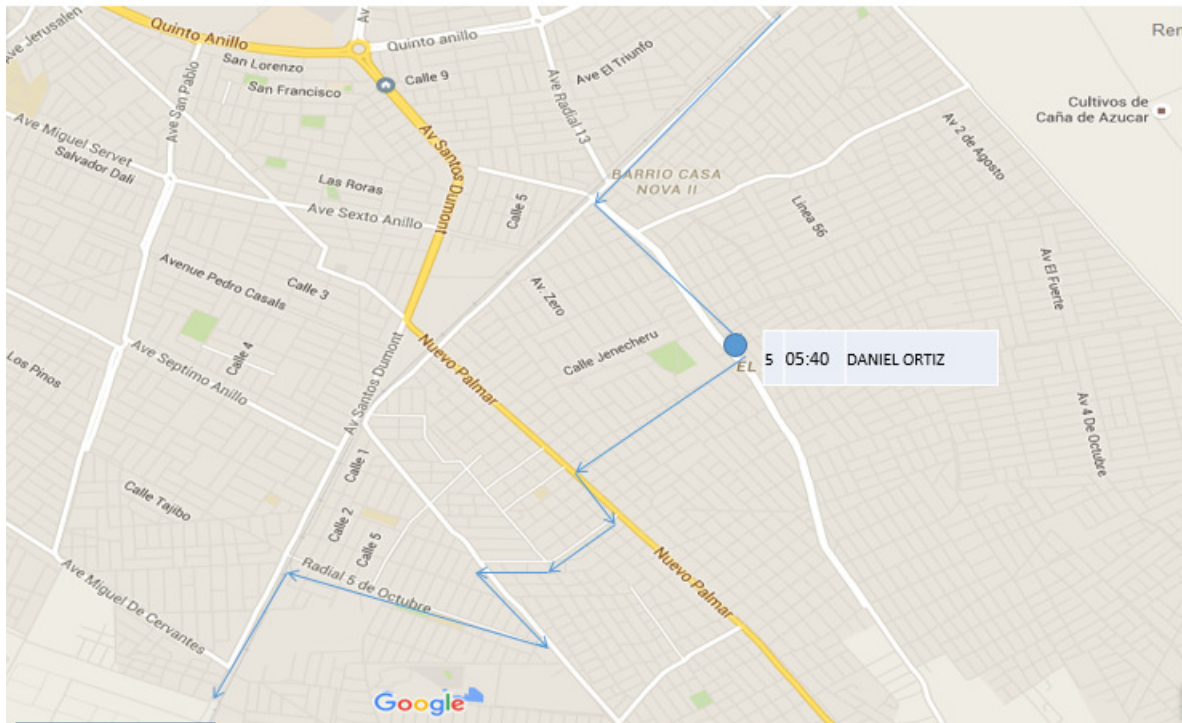 Quinto Anillo
Av
Quinto anillo
Ave Jerusalen
San Lorenzo
San Francisco
Calle 9
Ave San Pablo
Ave El Triunfo
Ave Radial 13
Ren
Cultivos de
Caña de Azucar
Av 2 de Agosto
Ave Miguel Servet
Salvador Dali
Av Santos Dumont
Las Roras
BARRIO CASA
NOVA II
Calle 5
Ave Sexto Anillo
Linea 56
Av El Fuerte
Avenue Pedro Casals
Calle 3
Av. Zero
Calle Jenecheru
Nuevo Palmar
EL
5 05:40 DANIEL ORTIZ
Los Pinos
Ave Septimo Anillo
Calle 4
Av Santos Dumont
Av 4 De Octubre
Calle 1
Calle Tajibo
Calle 2
Calle 5
Radial 5 de Octubre
Nuevo Palmar
Ave Miguel De Cervantes
Google